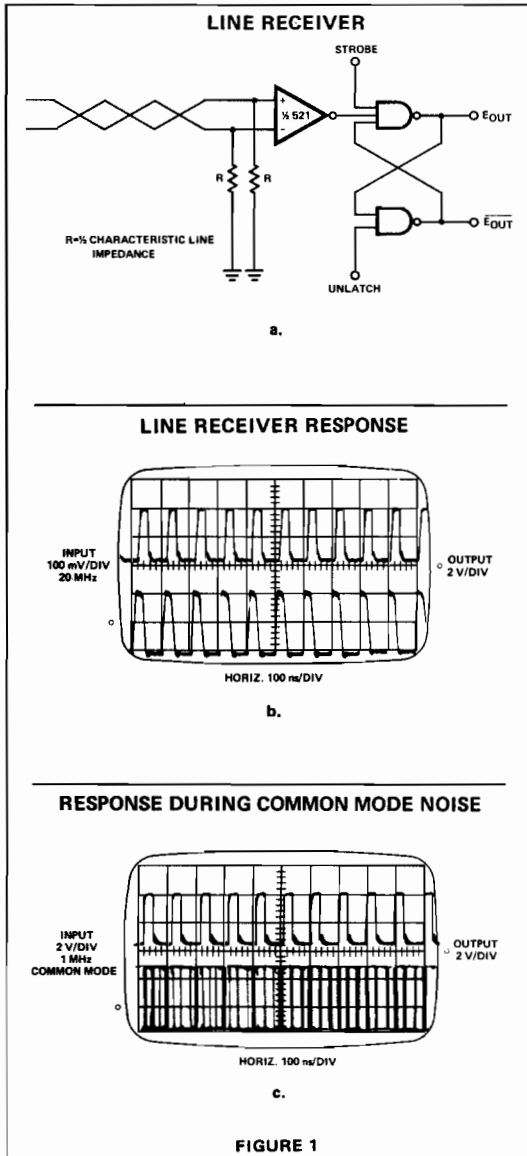 LINE RECEIVER
STROBE
+
½ 521
-
E OUT
R
R
R=½ CHARACTERISTIC LINE
IMPEDANCE
E OUT
UNLATCH
a.
LINE RECEIVER RESPONSE
INPUT
100 mV/DIV
20 MHz
OUTPUT
2 V/DIV
HORIZ. 100 ns/DIV
b.
RESPONSE DURING COMMON MODE NOISE
INPUT
2 V/DIV
1 MHz
COMMON MODE
OUTPUT
2 V/DIV
HORIZ. 100 ns/DIV
c.
FIGURE 1